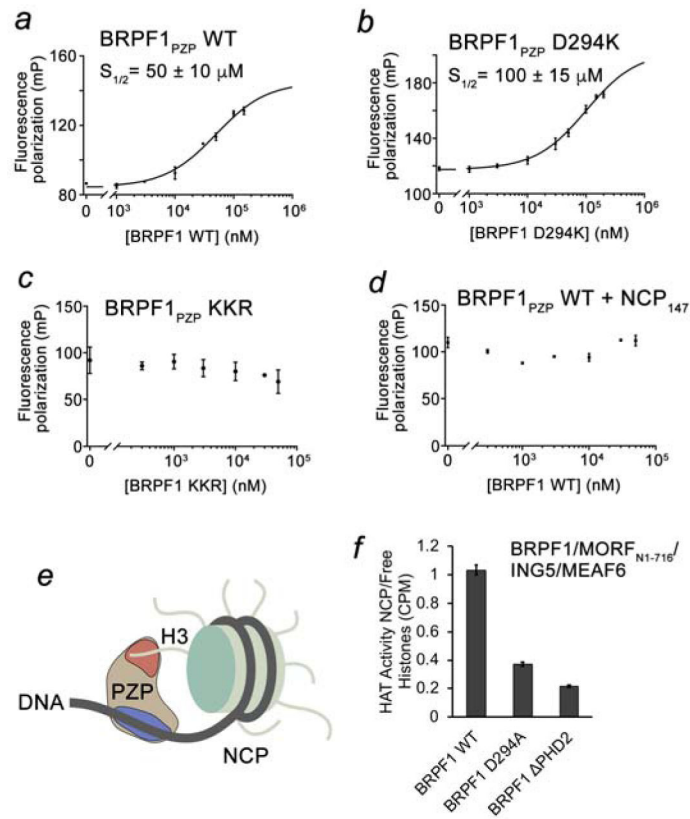 a
BRPF1PZP WT
S1/2= 50 ± 10 μM
Fluorescence
polarization (mP)
160
120
80
0
10³
10⁴
10⁵
10⁶
[BRPF1 WT] (nM)
b
BRPF1PZP D294K
S1/2 = 100 ± 15 μM
Fluorescence
polarization (mP)
180
140
100
0
10³
10⁴
10⁵
10⁶
[BRPF1 D294K] (nM)
c
BRPF1PZP KKR
Fluorescence
polarization (mP)
150
100
50
0
0
10³
10⁴
10⁵
[BRPF1 KKR] (nM)
d
BRPF1PZP WT + NCP147
Fluorescence
polarization (mP)
150
100
50
0
0
10³
10⁴
10⁵
[BRPF1 WT] (nM)
e
H3
PZP
DNA
NCP
f
BRPF1/MORFN1-716/
ING5/MEAF6
HAT Activity NCP/Free
Histones (CPM)
1.2
1
0.8
0.6
0.4
0.2
0
BRPF1 WT
BRPF1 D294A
BRPF1 ΔPHD2